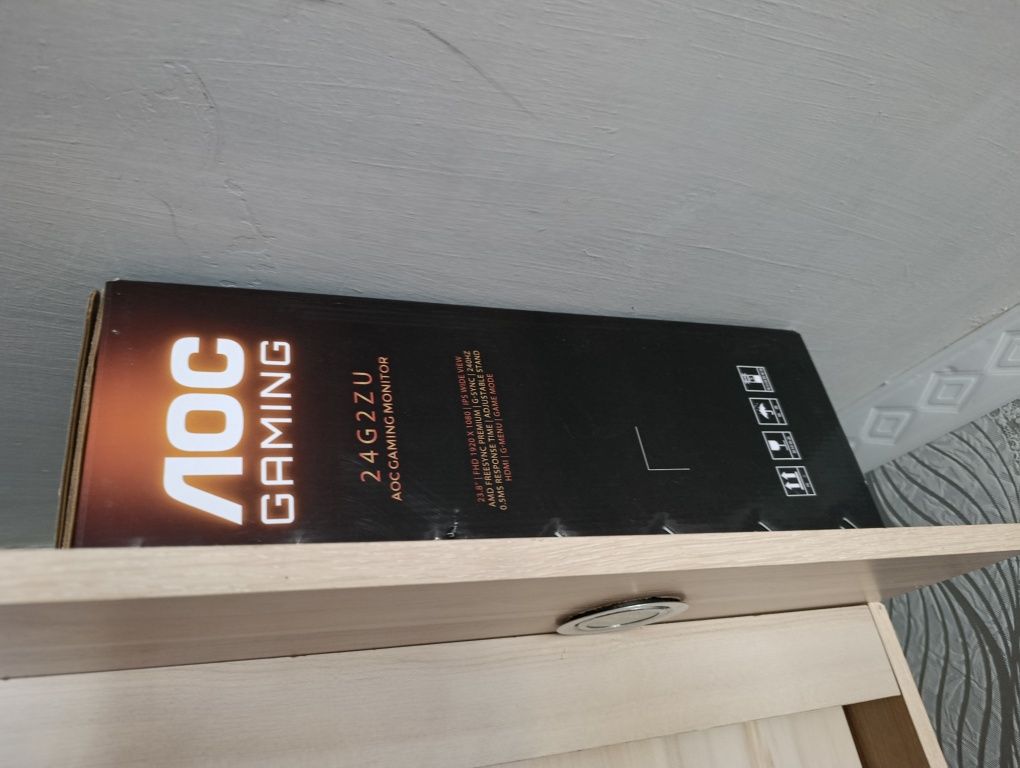 AOC
GAMING
24G2ZU
AOC GAMING MONITOR
23.8" | FHD 1920 X 1080 | IPS WIDE VIEW
AMD FREESYNC PREMIUM | G-SYNC | 240HZ
0.5MS RESPONSE TIME | ADJUSTABLE STAND
HDMI | G-MENU | GAME MODE